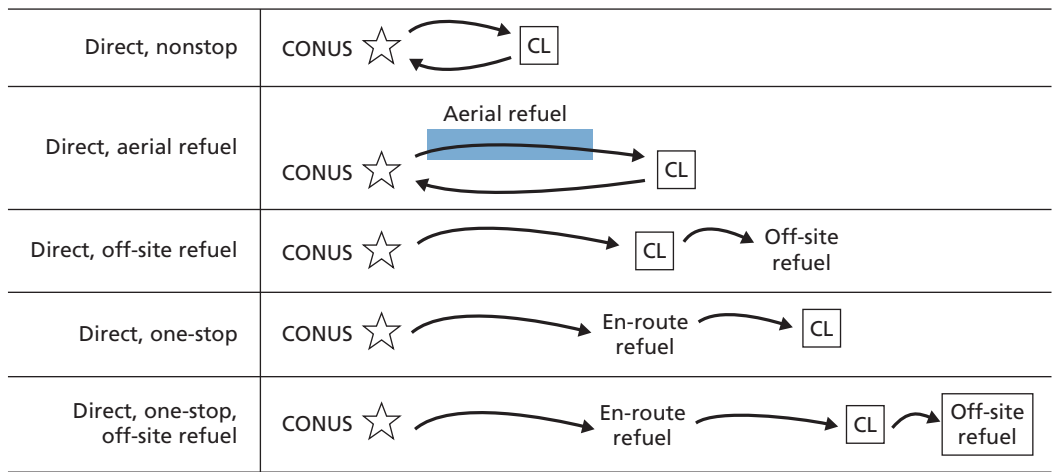 Direct, nonstop
CONUS
CL
Direct, aerial refuel
Aerial refuel
CONUS
CL
Direct, off-site refuel
CONUS
CL
Off-site
refuel
Direct, one-stop
CONUS
En-route
refuel
CL
Direct, one-stop,
off-site refuel
CONUS
En-route
refuel
CL
Off-site
refuel